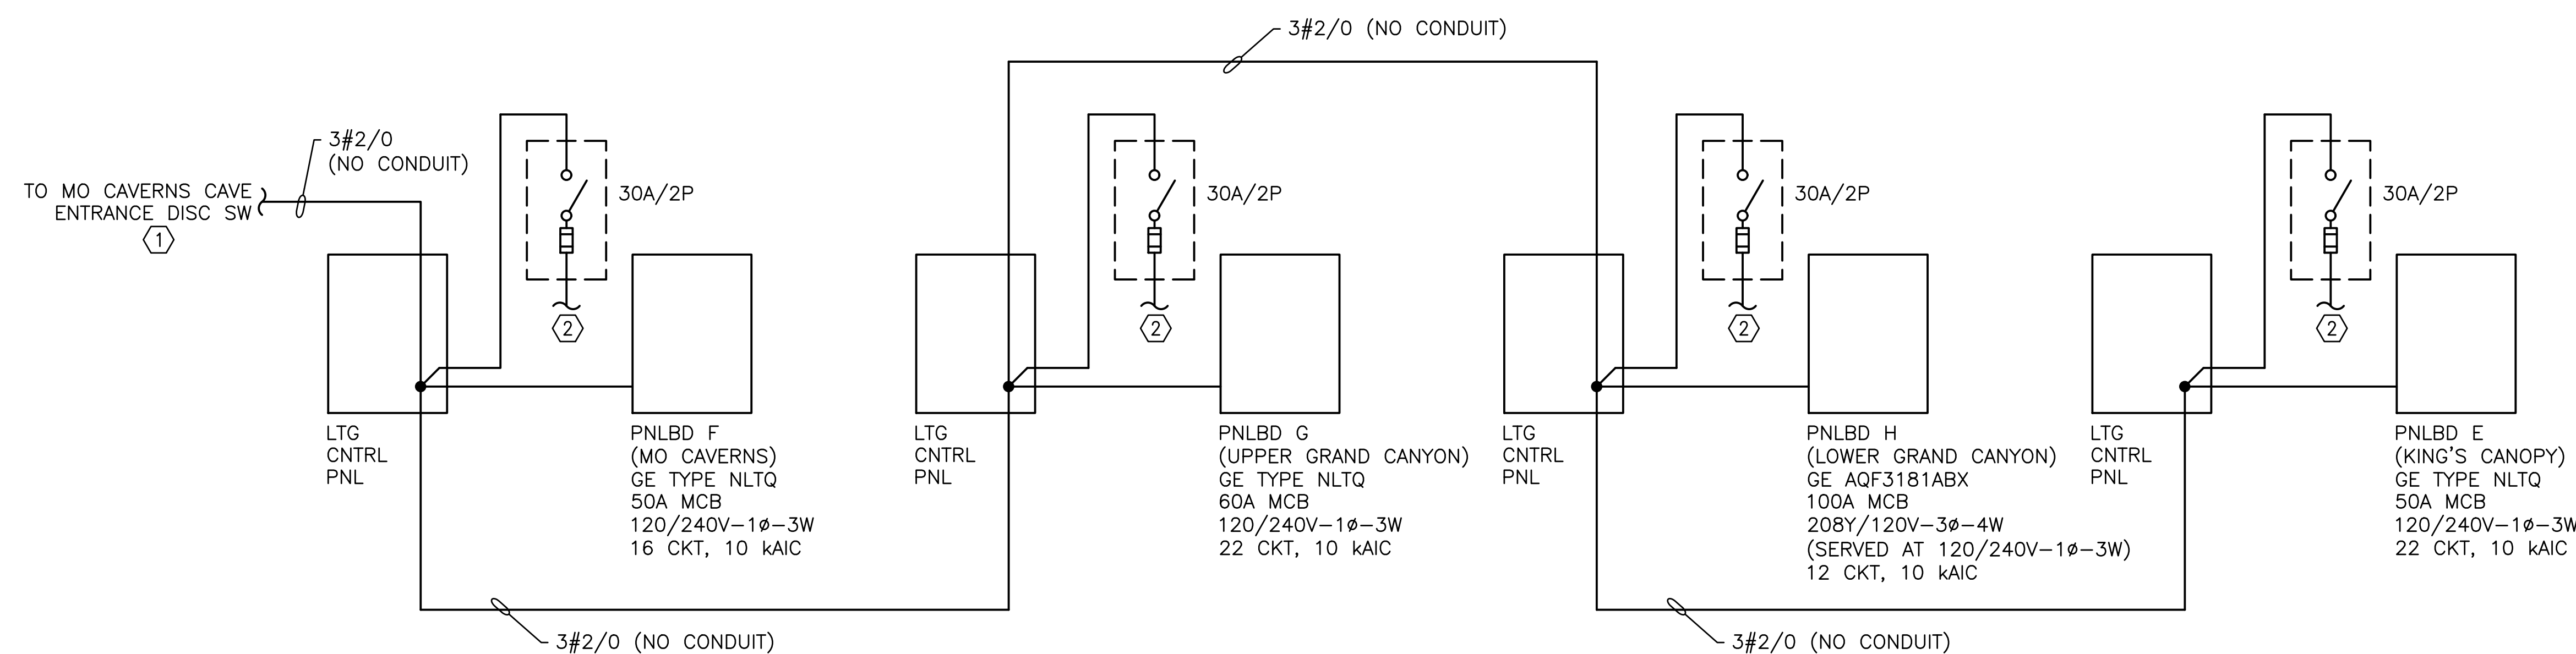 3#2/0 (NO CONDUIT)
3#2/0
(NO CONDUIT)
TO MO CAVERNS CAVE
ENTRANCE DISC SW
1
30A/2P
30A/2P
30A/2P
30A/2P
2
2
2
2
LTG
CNTRL
PNL
PNLBD F
(MO CAVERNS)
GE TYPE NLTQ
50A MCB
120/240V-1ø-3W
16 CKT, 10 kAIC
LTG
CNTRL
PNL
PNLBD G
(UPPER GRAND CANYON)
GE TYPE NLTQ
60A MCB
120/240V-1ø-3W
22 CKT, 10 kAIC
LTG
CNTRL
PNL
PNLBD H
(LOWER GRAND CANYON)
GE AQF3181ABX
100A MCB
208Y/120V-3ø-4W
(SERVED AT 120/240V-1ø-3W)
12 CKT, 10 kAIC
LTG
CNTRL
PNL
PNLBD E
(KING'S CANOPY)
GE TYPE NLTQ
50A MCB
120/240V-1ø-3W
22 CKT, 10 kAIC
3#2/0 (NO CONDUIT)
3#2/0 (NO CONDUIT)